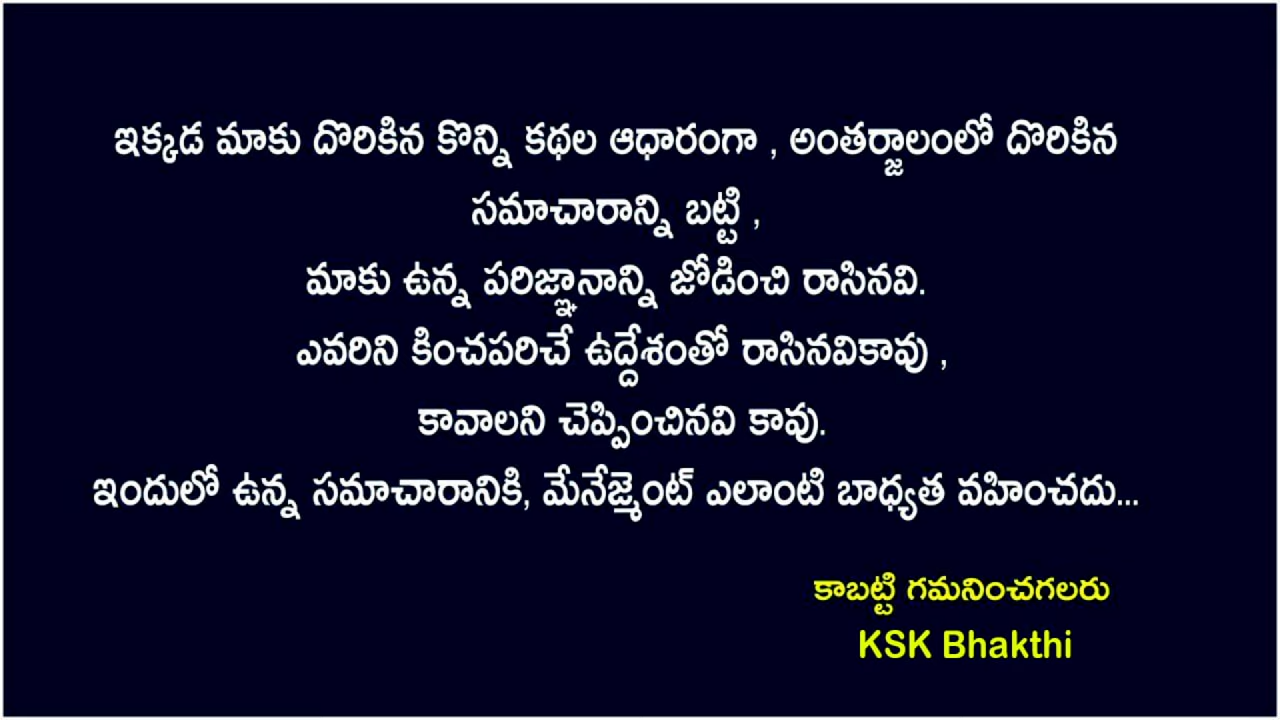 ఇక్కడ మాకు దొరికిన కొన్ని కథల ఆధారంగా , అంతర్జాలంలో దొరికిన
సమాచారాన్ని బట్టి ,
మాకు ఉన్న పరిజ్ఞానాన్ని జోడించి రాసినవి.
ఎవరిని కించపరిచే ఉద్దేశంతో రాసినవికావు ,
కావాలని చెప్పించినవి కావు.
ఇందులో ఉన్న సమాచారానికి, మేనేజ్మెంట్ ఎలాంటి బాధ్యత వహించదు...
కాబట్టి గమనించగలరు
KSK Bhakthi